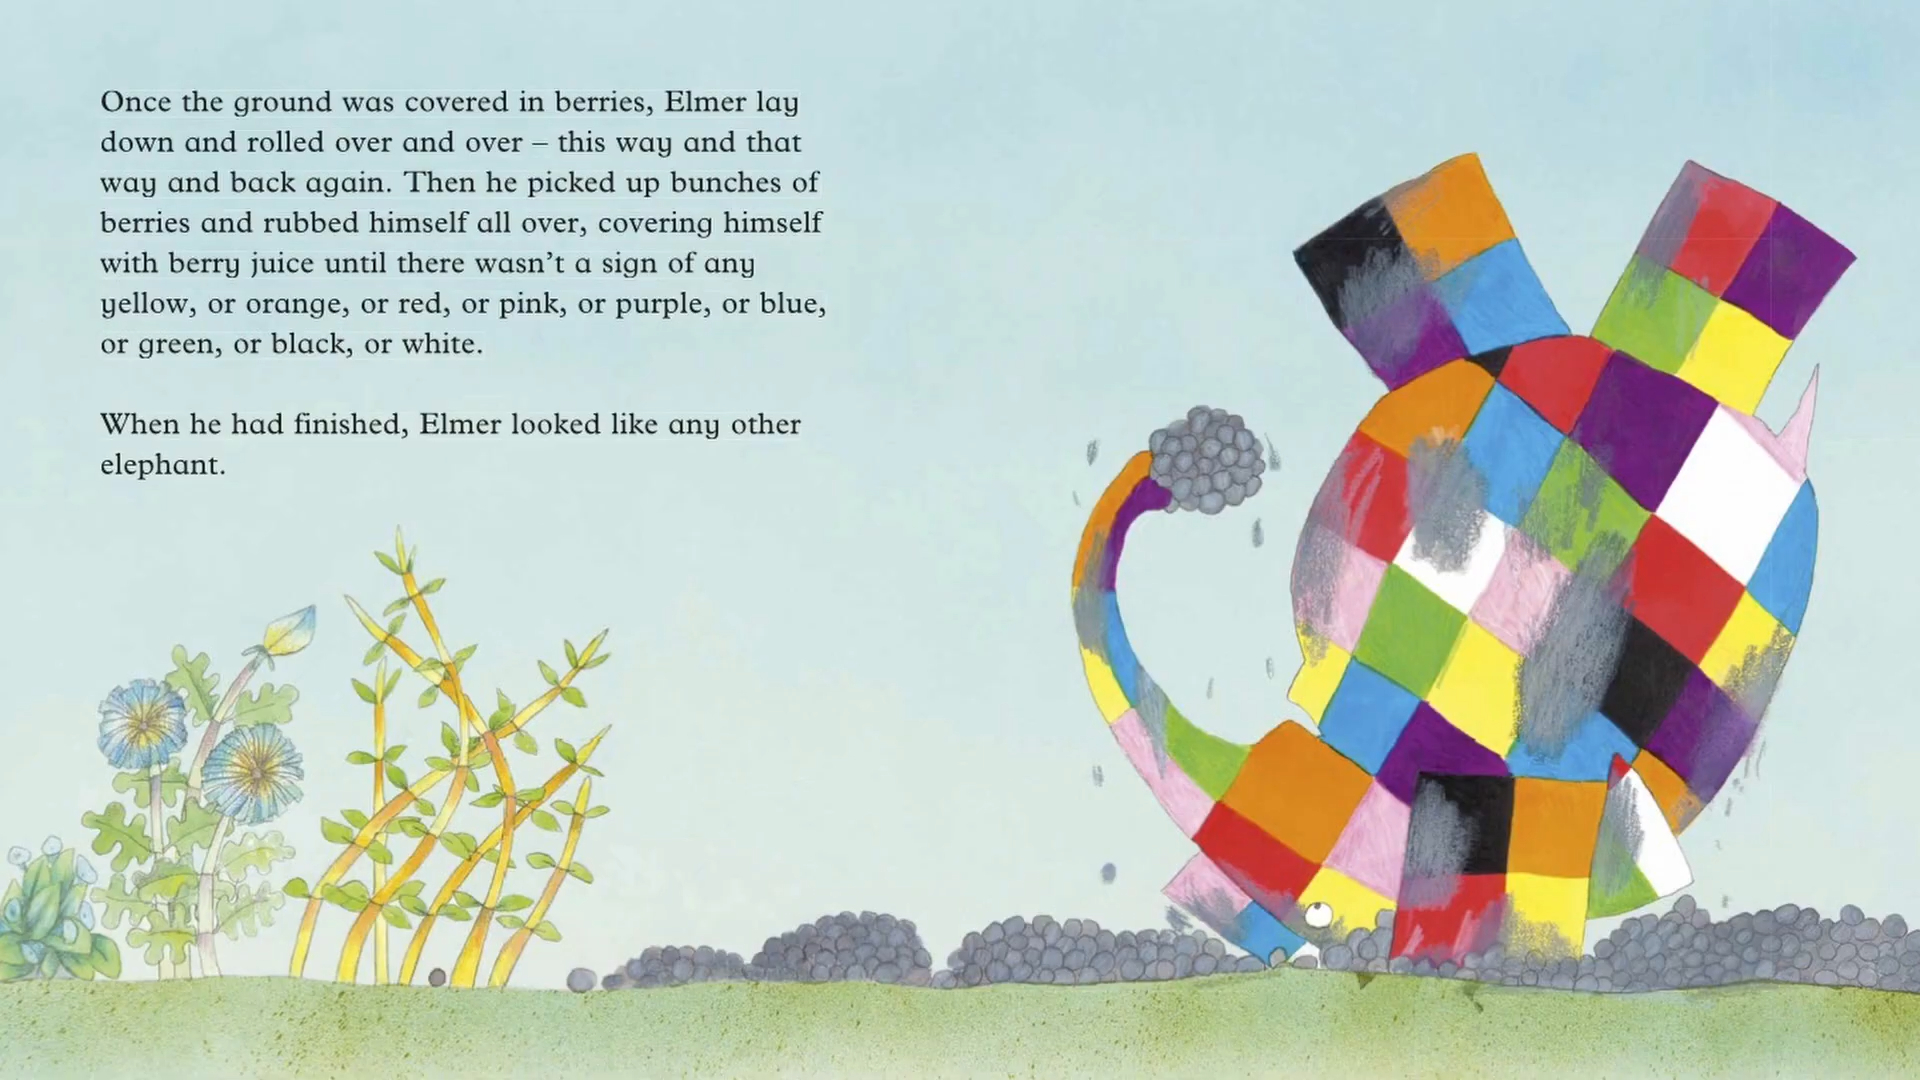 Once the ground was covered in berries, Elmer lay
down and rolled over and over – this way and that
way and back again. Then he picked up bunches of
berries and rubbed himself all over, covering himself
with berry juice until there wasn’t a sign of any
yellow, or orange, or red, or pink, or purple, or blue,
or green, or black, or white.
When he had finished, Elmer looked like any other
elephant.